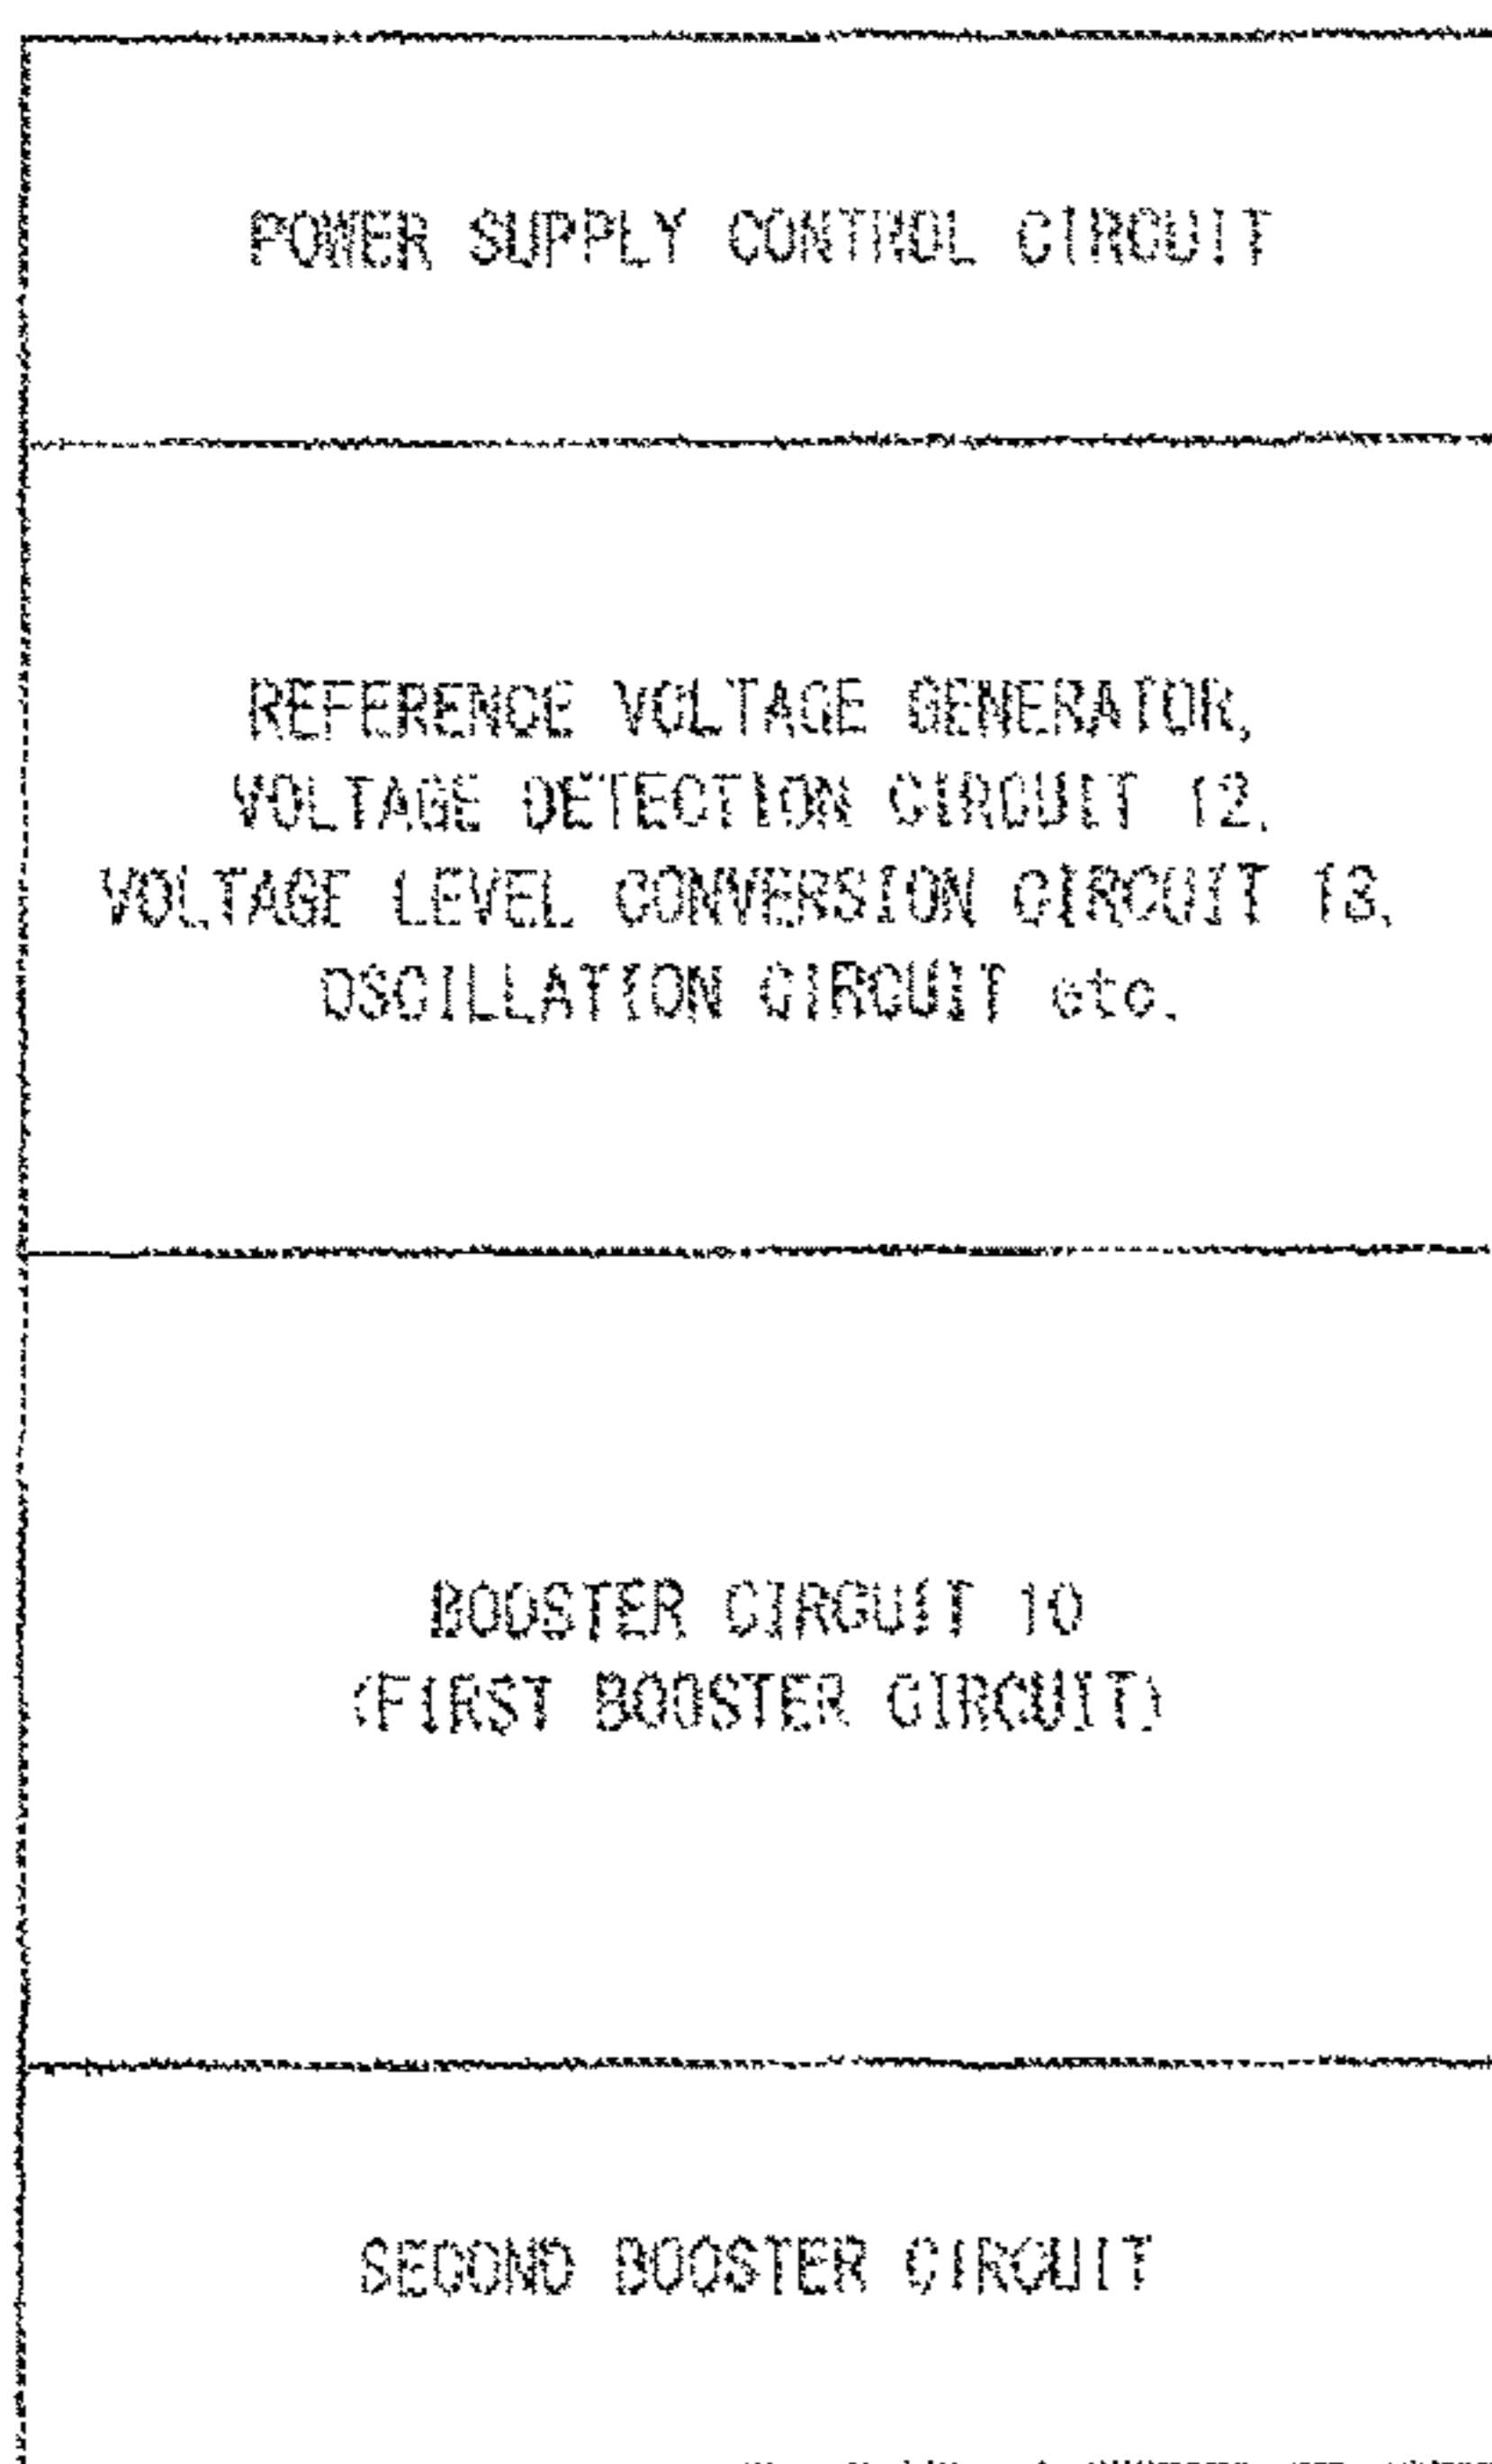 POWER SUPPLY CONTROL CIRCUIT
REFERENCE VOLTAGE GENERATOR,
VOLTAGE DETECTION CIRCUIT 12,
VOLTAGE LEVEL CONVERSION CIRCUIT 13,
OSCILLATION CIRCUIT etc.
BOOSTER CIRCUIT 10
(FIRST BOOSTER CIRCUIT)
SECOND BOOSTER CIRCUIT